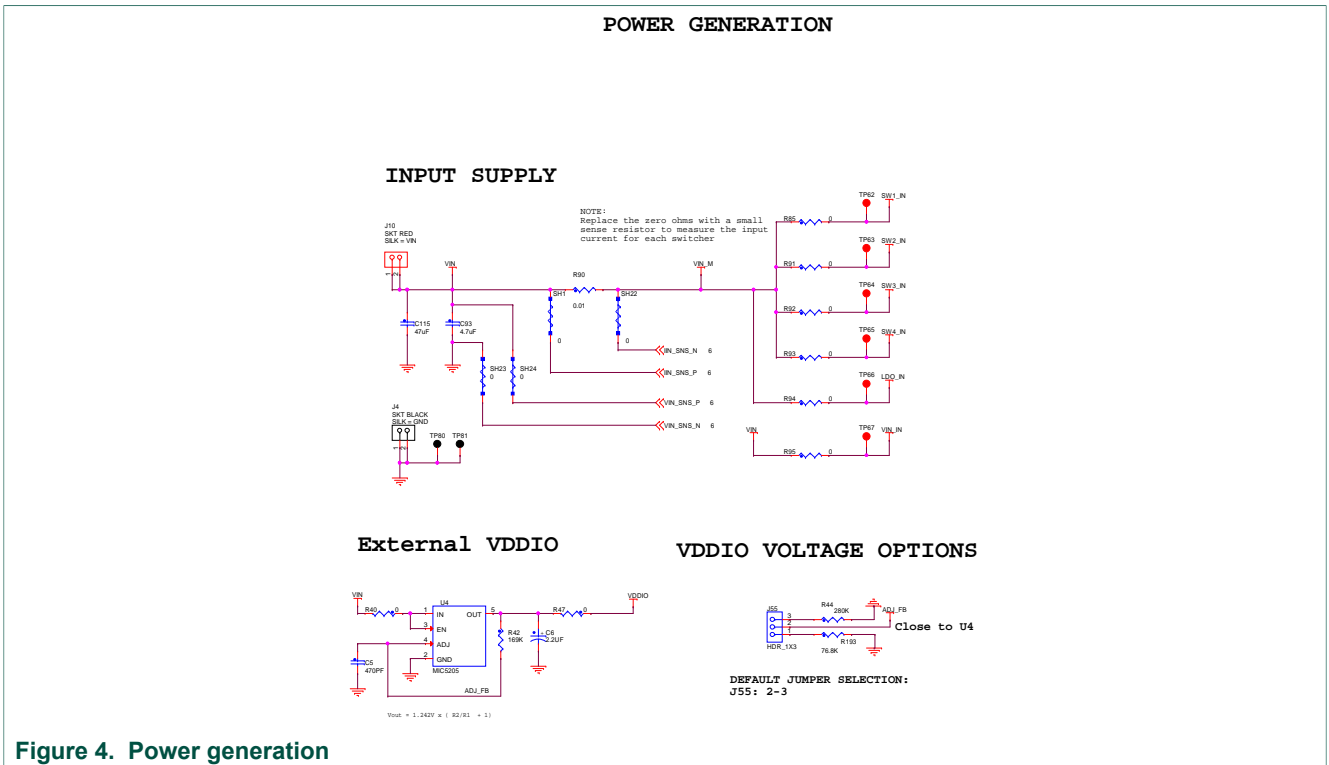 POWER GENERATION
INPUT SUPPLY
NOTE:
Replace the zero ohms with a small
sense resistor to measure the input
current for each switcher
J10
SKT RED
SILK = VIN
1
2
VIN
C115
47uF
C93
4.7uF
SH23
0
SH24
0
SH1
0
R90
0.01
SH22
0
VIN_M
IIN_SNS_N 6
IIN_SNS_P 6
VIN_SNS_P 6
VIN_SNS_N 6
R85 0
TP62 SW1_IN
R91 0
TP63 SW2_IN
R92 0
TP64 SW3_IN
R93 0
TP65 SW4_IN
R94 0
TP66 LDO_IN
VIN
R95 0
TP67 VIN_IN
J4
SKT BLACK
SILK = GND
1
2
TP80 TP81
External VDDIO
VIN
R40 0
U4
1 IN OUT 5
3 EN
4 ADJ
2 GND
MIC5205
C5
470PF
R42
169K
C6
2.2UF
R47 0
VDDIO
ADJ_FB
Vout = 1.242V x ( R2/R1 + 1)
VDDIO VOLTAGE OPTIONS
J55
3
2
1
HDR_1X3
R44
280K
ADJ_FB
Close to U4
R193
76.8K
DEFAULT JUMPER SELECTION:
J55: 2-3
Figure 4. Power generation